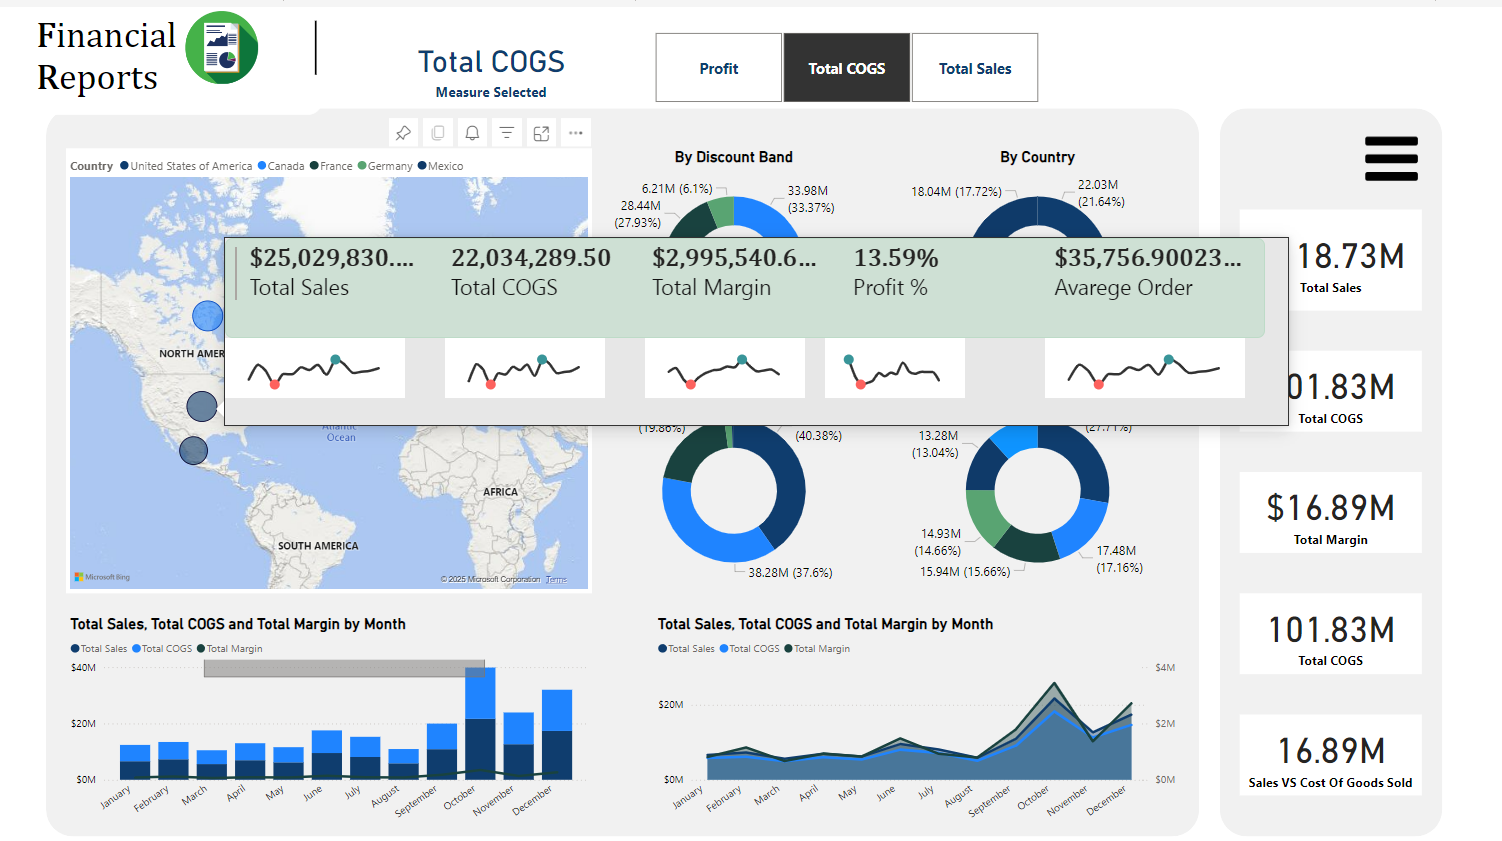 Financial
Reports
Total COGS
Measure Selected
Profit
Total COGS
Total Sales
Country United States of America Canada France Germany Mexico
NORTH AMER
Atlantic
Ocean
AFRICA
SOUTH AMERICA
Microsoft Bing
© 2025 Microsoft Corporation Terms
By Discount Band
6.21M (6.1%)
28.44M
(27.93%)
33.98M
(33.37%)
By Country
18.04M (17.72%)
22.03M
(21.64%)
$25,029,830....
Total Sales
22,034,289.50
Total COGS
$2,995,540.6...
Total Margin
13.59%
Profit %
$35,756.90023...
Avarege Order
(19.86%)
(40.38%)
38.28M (37.6%)
13.28M
(13.04%)
(27.71%)
14.93M
(14.66%)
15.94M (15.66%)
17.48M
(17.16%)
18.73M
Total Sales
01.83M
Total COGS
$16.89M
Total Margin
101.83M
Total COGS
16.89M
Sales VS Cost Of Goods Sold
Total Sales, Total COGS and Total Margin by Month
Total Sales Total COGS Total Margin
$40M
$20M
$0M
January February March April May June July August September October November December
Total Sales, Total COGS and Total Margin by Month
Total Sales Total COGS Total Margin
$20M
$0M
$4M
$2M
$0M
January February March April May June July August September October November December